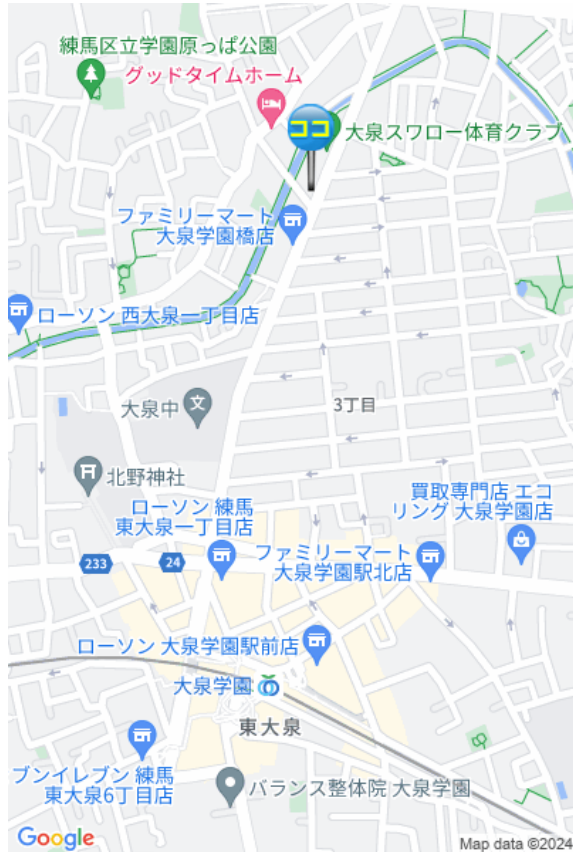 練馬区立学園原っぱ公園
グッドタイムホーム
ココ
大泉スワロー体育クラブ
ファミリーマート
大泉学園橋店
ローソン 西大泉一丁目店
大泉中
文
3丁目
北野神社
買取専門店 エコ
リング 大泉学園店
ローソン 練馬
東大泉一丁目店
233
24
ファミリーマート
大泉学園駅北店
ローソン 大泉学園駅前店
大泉学園
東大泉
ブンイレブン 練馬
東大泉6丁目店
バランス整体院 大泉学園
Google
Map data ©2024